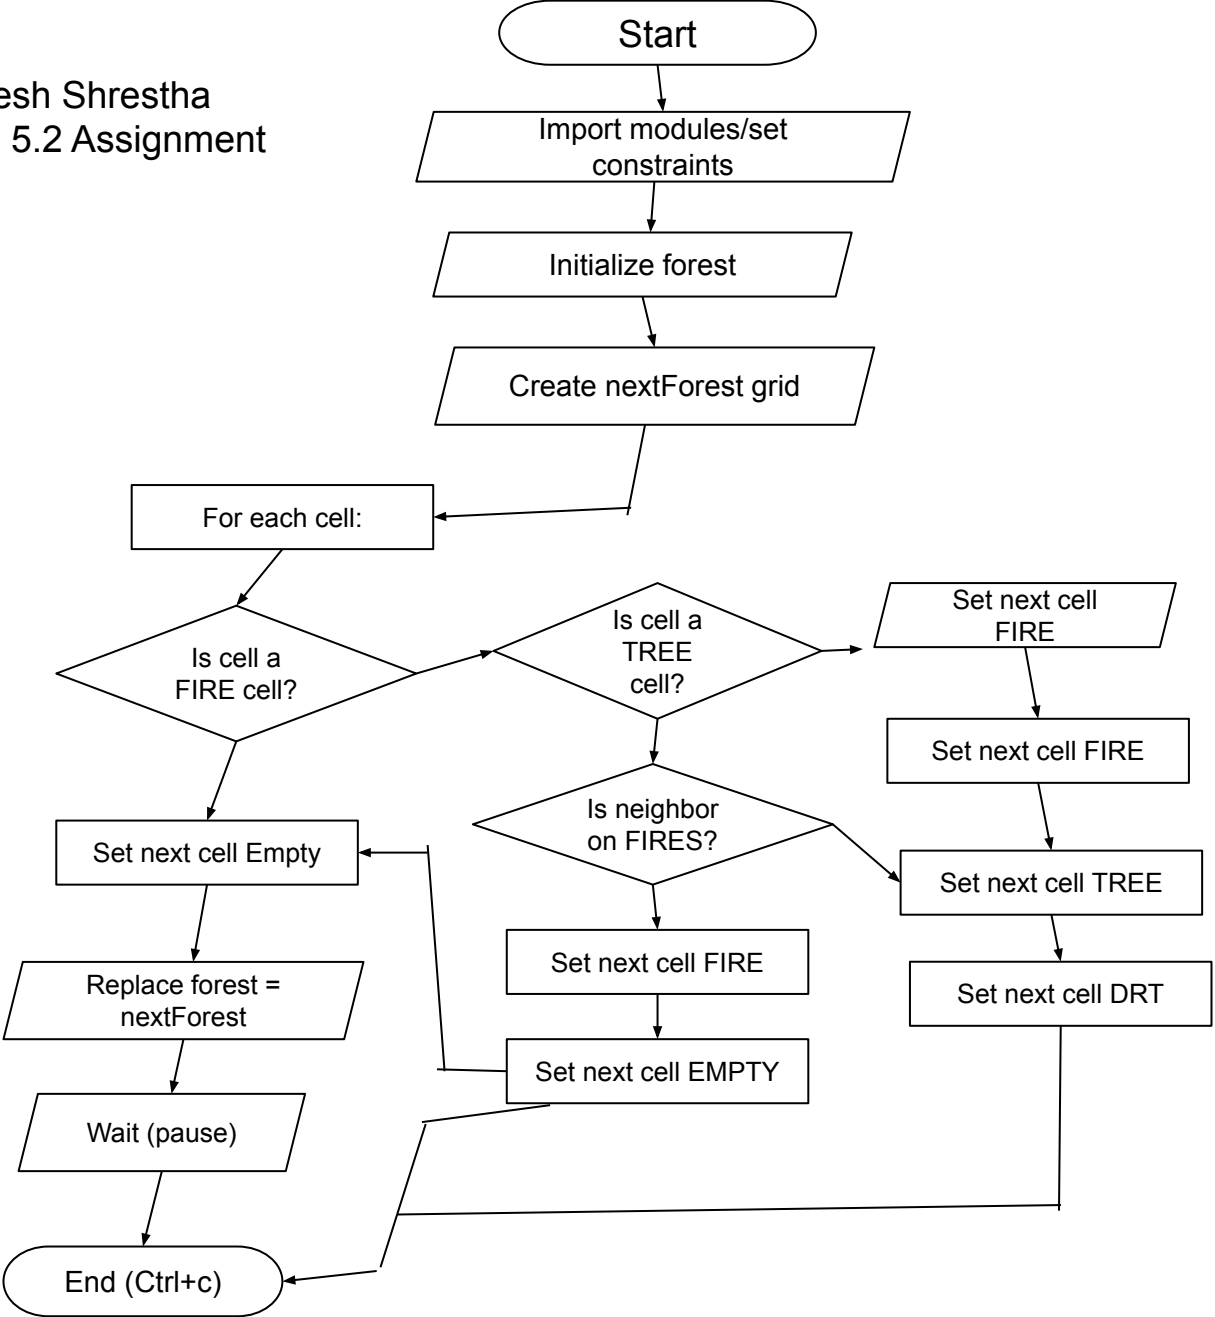 Start
esh Shrestha
5.2 Assignment
Import modules/set
constraints
Initialize forest
Create nextForest grid
For each cell:
Is cell a
FIRE cell?
Is cell a
TREE
cell?
Set next cell
FIRE
Set next cell FIRE
Is neighbor
on FIRES?
Set next cell Empty
Set next cell TREE
Set next cell FIRE
Set next cell DRT
Replace forest =
nextForest
Set next cell EMPTY
Wait (pause)
End (Ctrl+c)